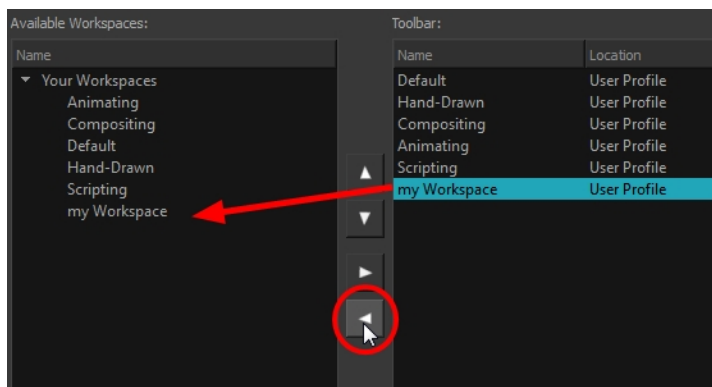 Available Workspaces:
Name
Your Workspaces
Animating
Compositing
Default
Hand-Drawn
Scripting
my Workspace
Toolbar:
Name Location
Default User Profile
Hand-Drawn User Profile
Compositing User Profile
Animating User Profile
Scripting User Profile
my Workspace User Profile